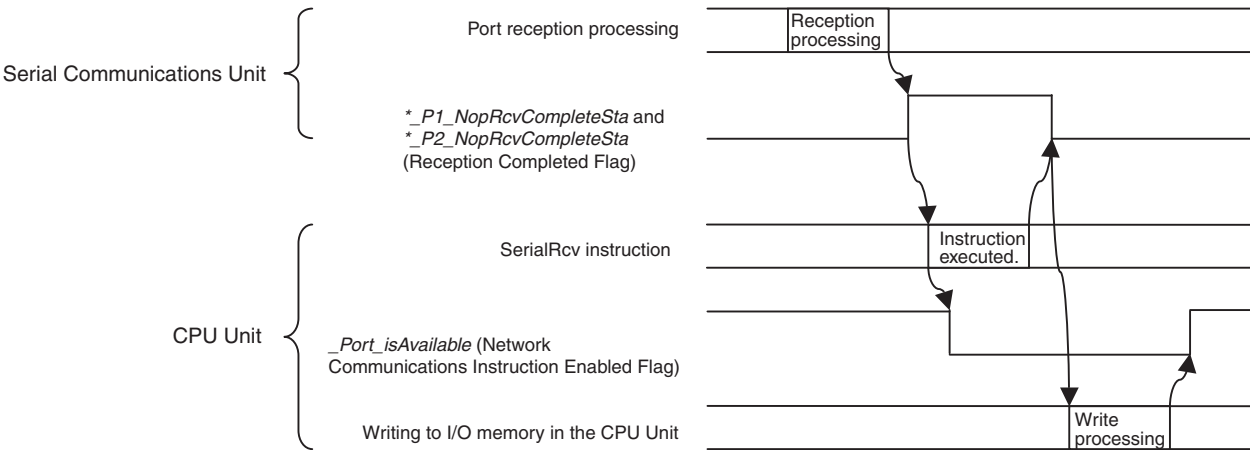 Port reception processing
Reception
processing
Serial Communications Unit
*_P1_NopRcvCompleteSta and
*_P2_NopRcvCompleteSta
(Reception Completed Flag)
SerialRcv instruction
Instruction
executed.
CPU Unit
_Port_isAvailable (Network
Communications Instruction Enabled Flag)
Writing to I/O memory in the CPU Unit
Write
processing